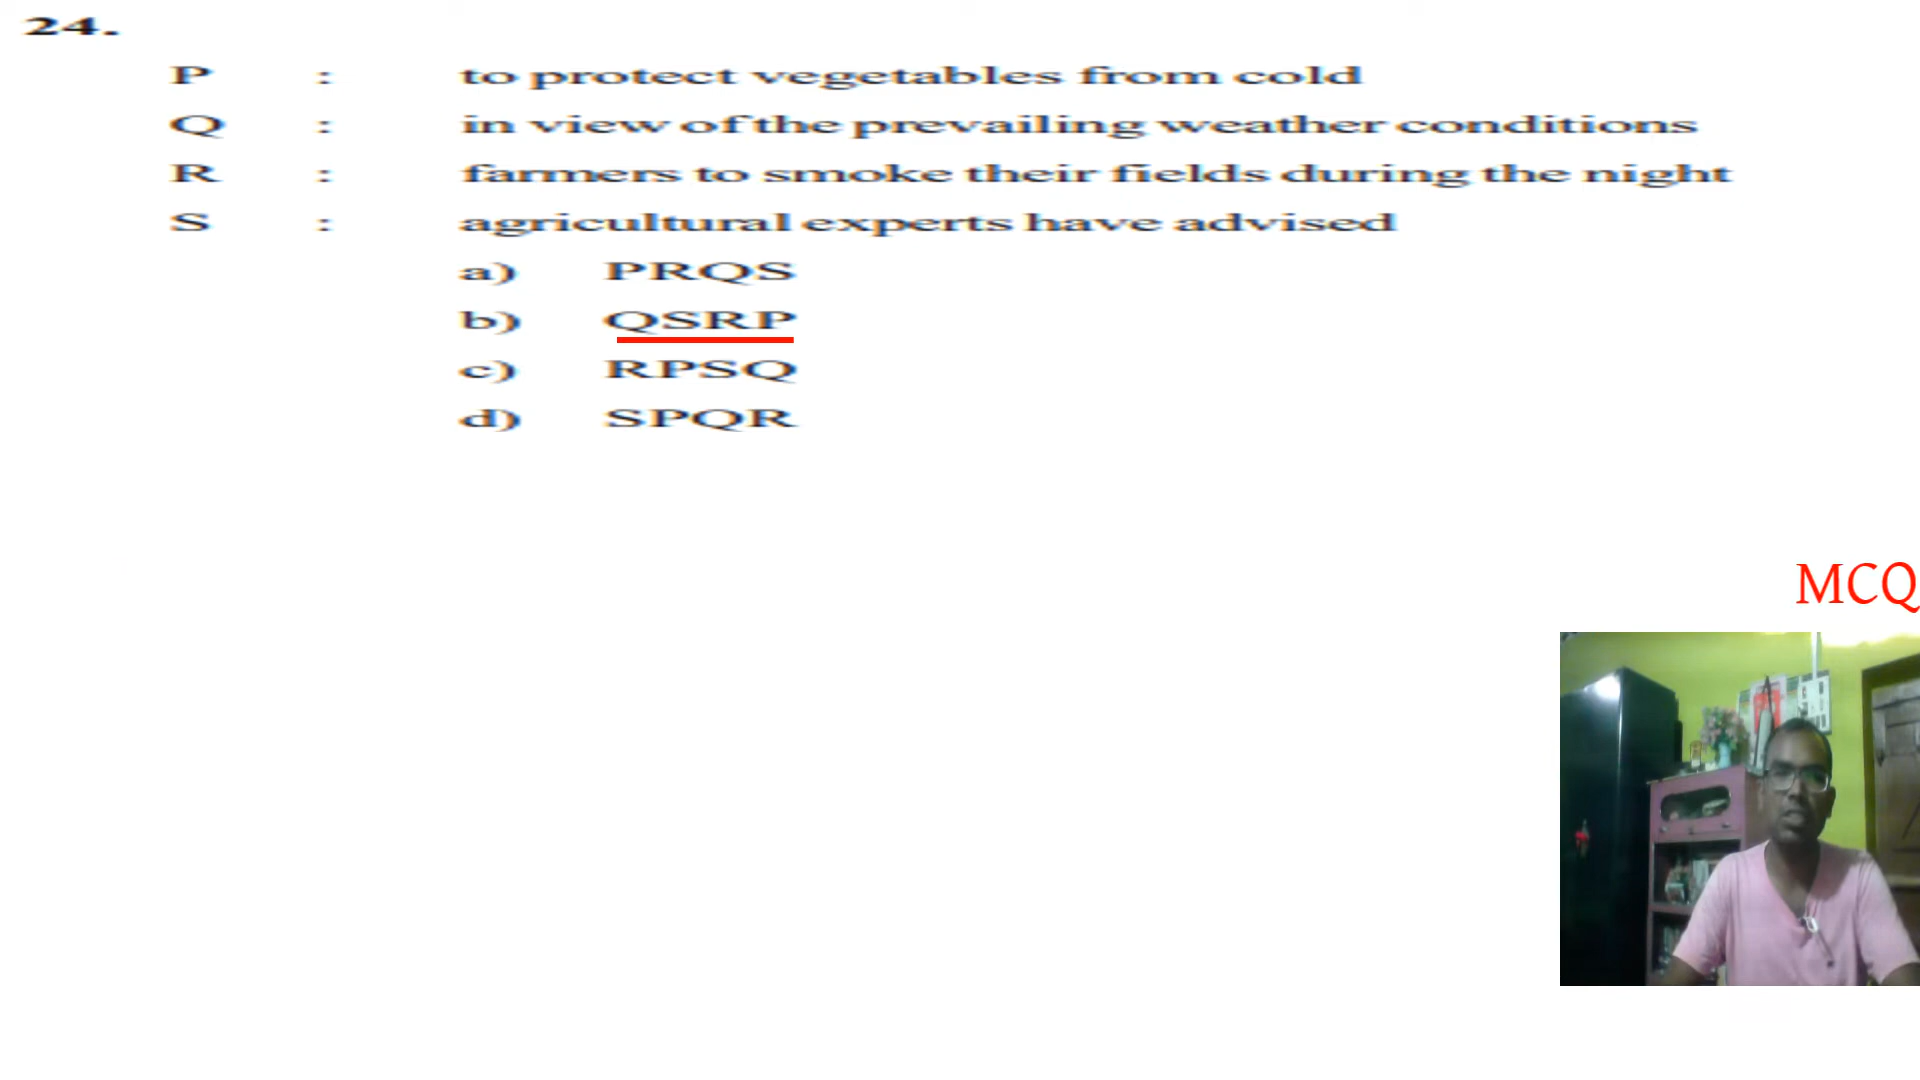 24.
P : to protect vegetables from cold
Q : in view of the prevailing weather conditions
R : farmers to smoke their fields during the night
S : agricultural experts have advised
a) PRQS
b) QSRP
c) RPSQ
d) SPQR
MCQ